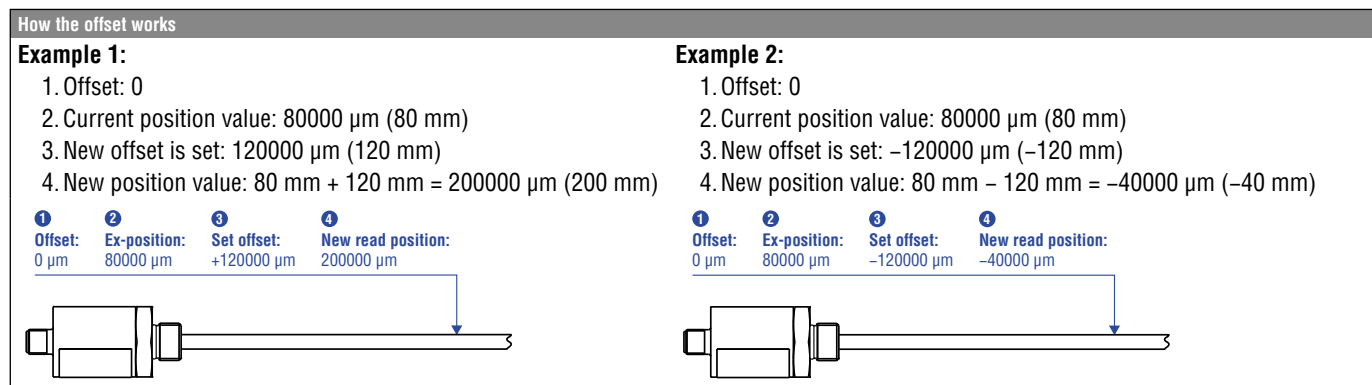 How the offset works
Example 1:
1. Offset: 0
2. Current position value: 80000 µm (80 mm)
3. New offset is set: 120000 µm (120 mm)
4. New position value: 80 mm + 120 mm = 200000 µm (200 mm)
1 2 3 4
Offset: Ex-position: Set offset: New read position:
0 µm 80000 µm +120000 µm 200000 µm
Example 2:
1. Offset: 0
2. Current position value: 80000 µm (80 mm)
3. New offset is set: −120000 µm (−120 mm)
4. New position value: 80 mm − 120 mm = −40000 µm (−40 mm)
1 2 3 4
Offset: Ex-position: Set offset: New read position:
0 µm 80000 µm −120000 µm −40000 µm